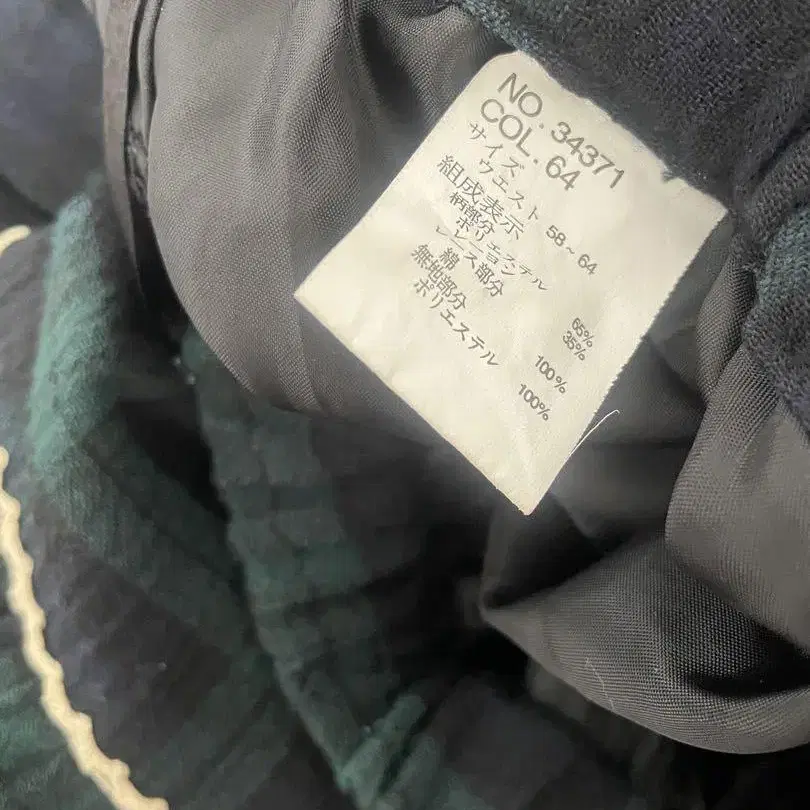 NO. 34371
COL. 64
サイズ
ウエスト 58~64
組成表示
柄部分
ポリエステル 65%
レーヨン 35%
レース部分
綿 100%
無地部分
ポリエステル 100%